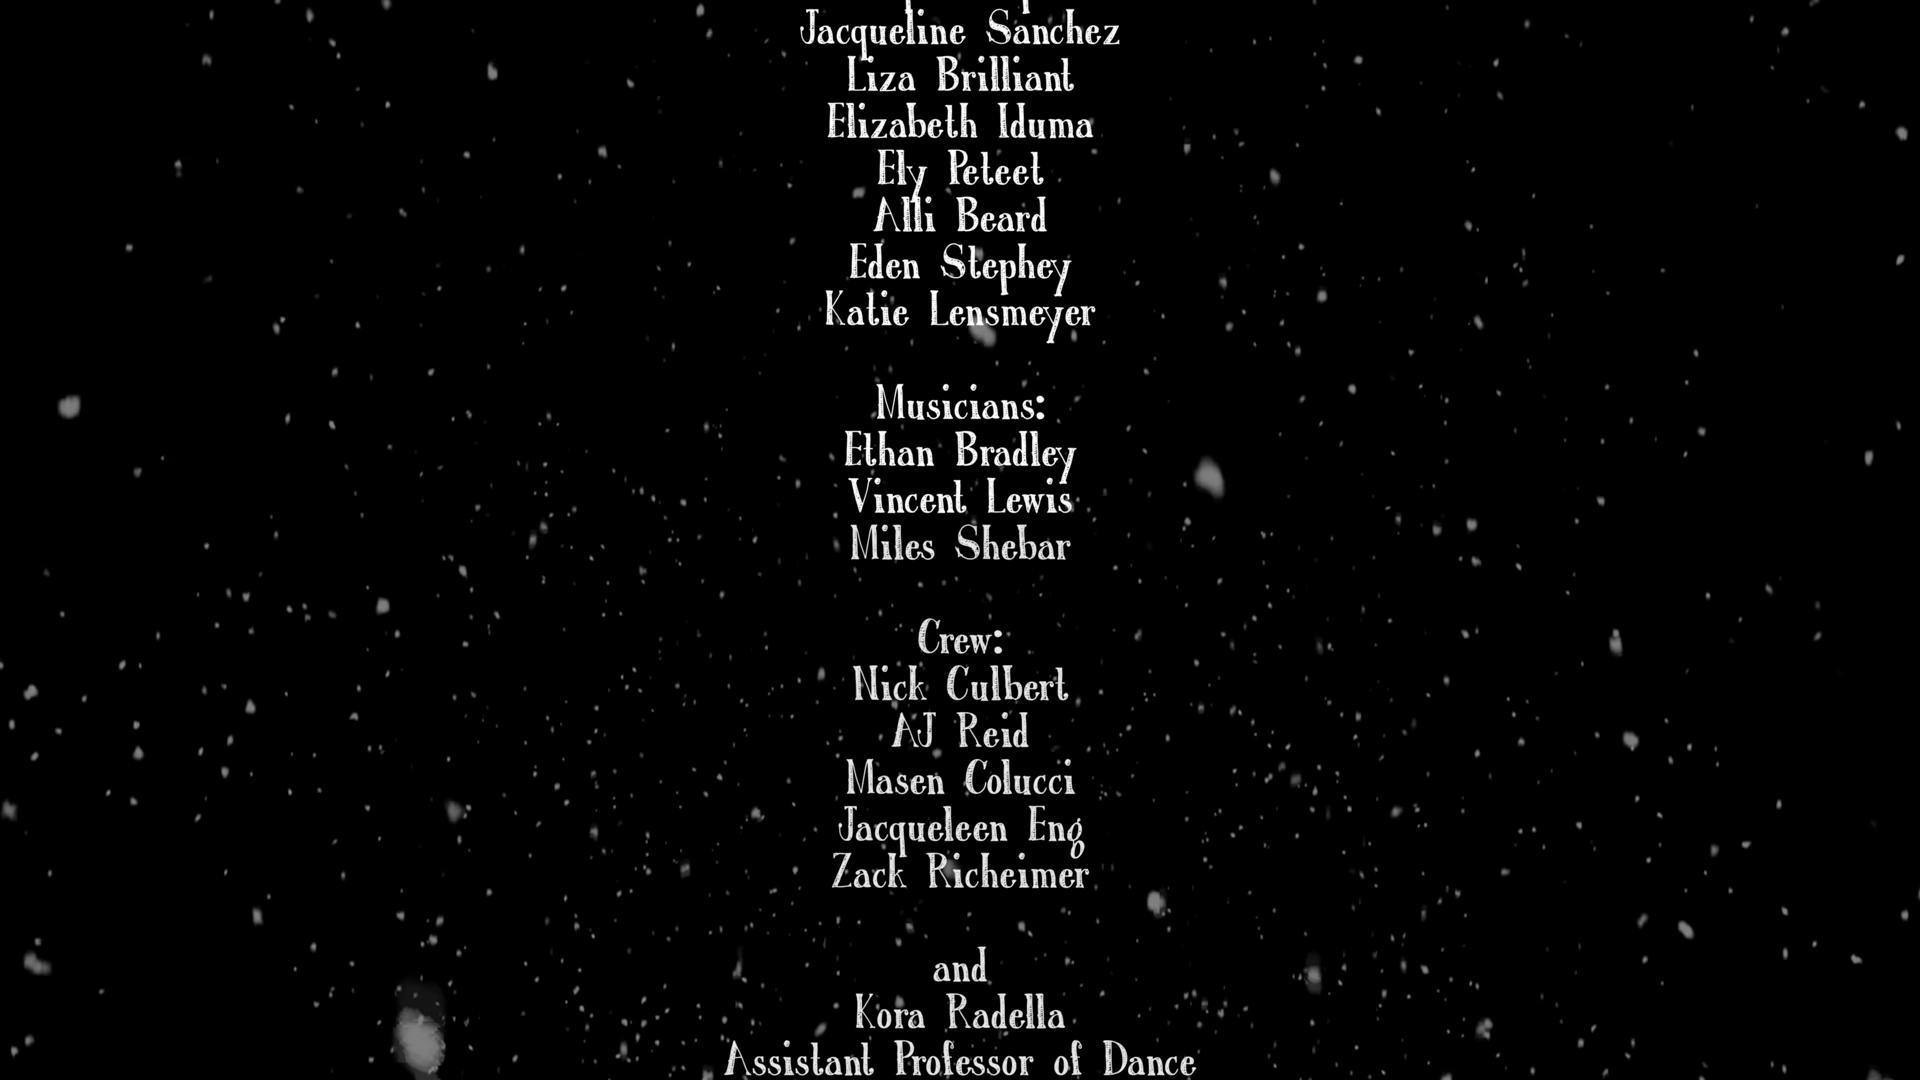 Jacqueline Sanchez
Liza Brilliant
Elizabeth Iduma
Ely Peteet
Alli Beard
Eden Stephey
Katie Lensmeyer
Musicians:
Ethan Bradley
Vincent Lewis
Miles Shebar
Crew:
Nick Culbert
AJ Reid
Masen Colucci
Jacqueleen Eng
Zack Richeimer
and
Kora Radella
Assistant Professor of Dance